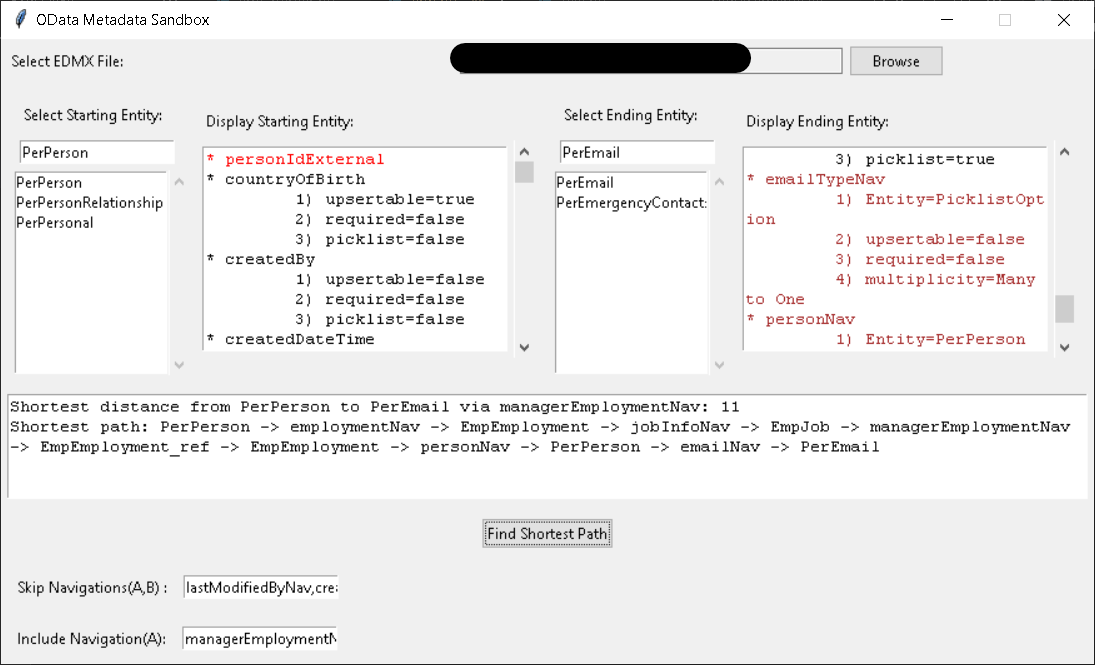 OData Metadata Sandbox
Select EDMX File:
Browse
Select Starting Entity:
Display Starting Entity:
Select Ending Entity:
Display Ending Entity:
PerPerson
PerPerson
PerPersonRelationship
PerPersonal
* personIdExternal
* countryOfBirth
1) upsertable=true
2) required=false
3) picklist=false
* createdBy
1) upsertable=false
2) required=false
3) picklist=false
* createdDateTime
PerEmail
PerEmail
PerEmergencyContact:
3) picklist=true
* emailTypeNav
1) Entity=PicklistOpt
ion
2) upsertable=false
3) required=false
4) multiplicity=Many
to One
* personNav
1) Entity=PerPerson
Shortest distance from PerPerson to PerEmail via managerEmploymentNav: 11
Shortest path: PerPerson -> employmentNav -> EmpEmployment -> jobInfoNav -> EmpJob -> managerEmploymentNav
-> EmpEmployment_ref -> EmpEmployment -> personNav -> PerPerson -> emailNav -> PerEmail
Find Shortest Path
Skip Navigations(A,B) :
lastModifiedByNav,crea
Include Navigation(A):
managerEmploymentN